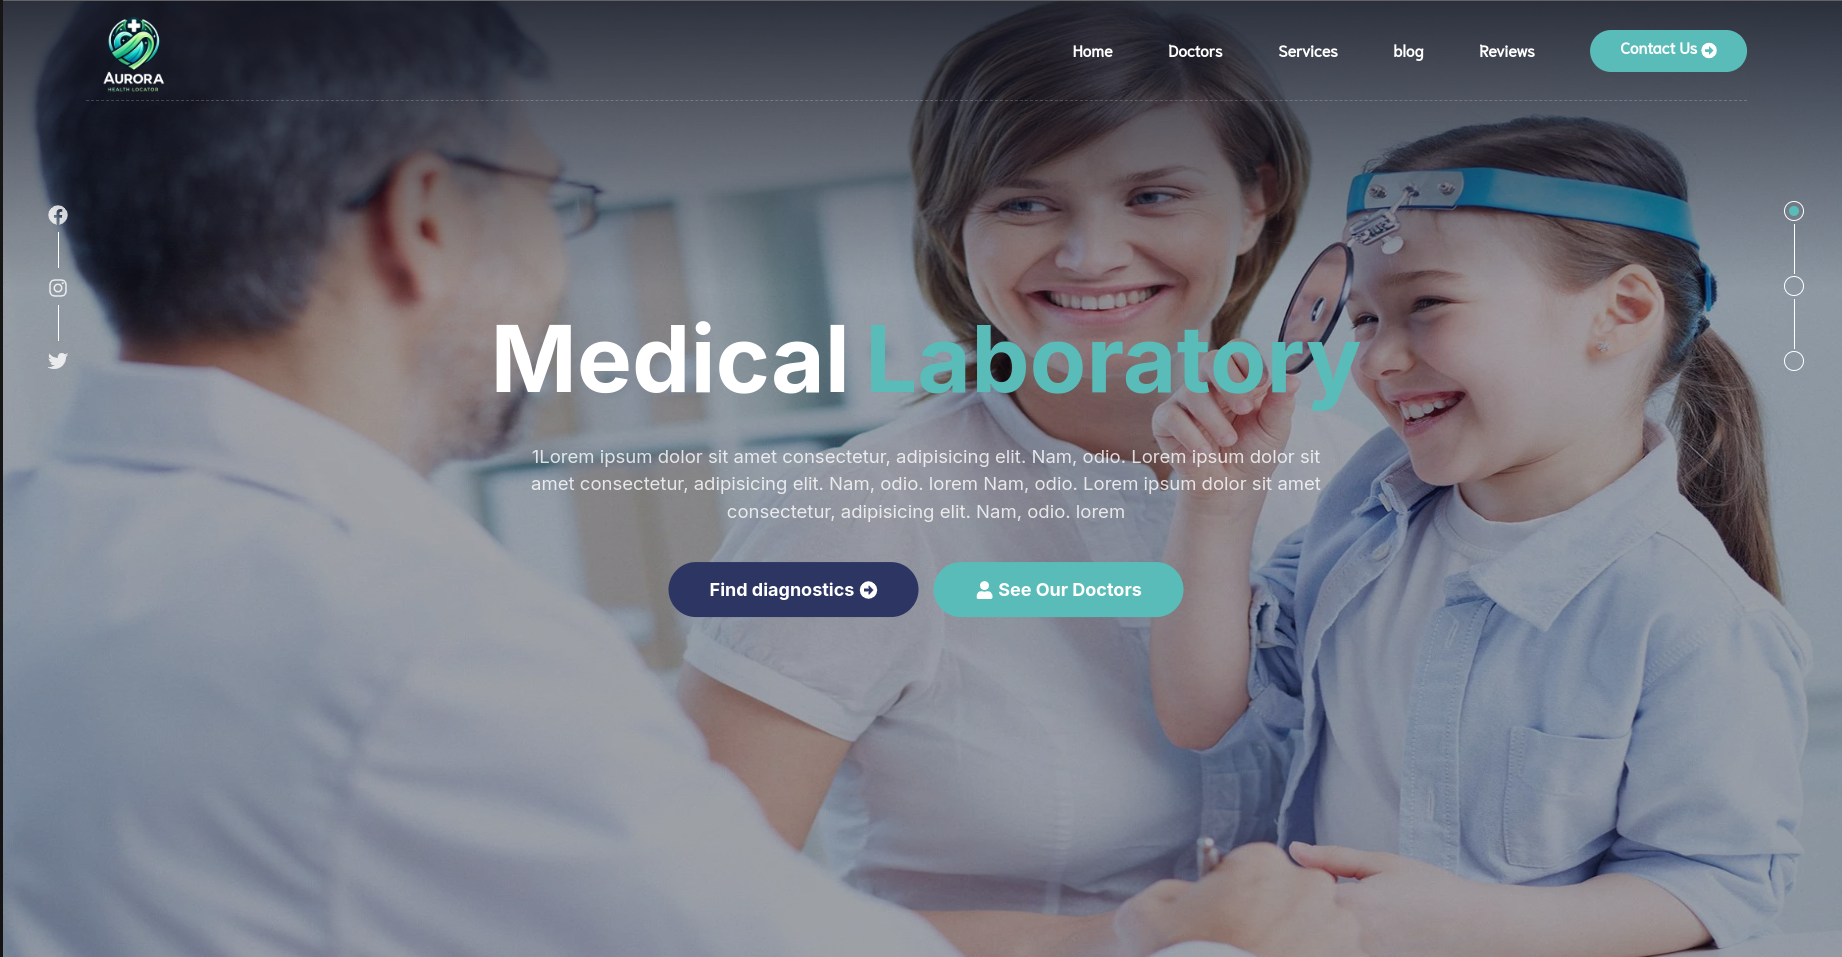 AURORA
HEALTH LOCATOR
Home Doctors Services blog Reviews Contact Us
Medical Laboratory
1Lorem ipsum dolor sit amet consectetur, adipisicing elit. Nam, odio. Lorem ipsum dolor sit
amet consectetur, adipisicing elit. Nam, odio. lorem Nam, odio. Lorem ipsum dolor sit amet
consectetur, adipisicing elit. Nam, odio. lorem
Find diagnostics See Our Doctors